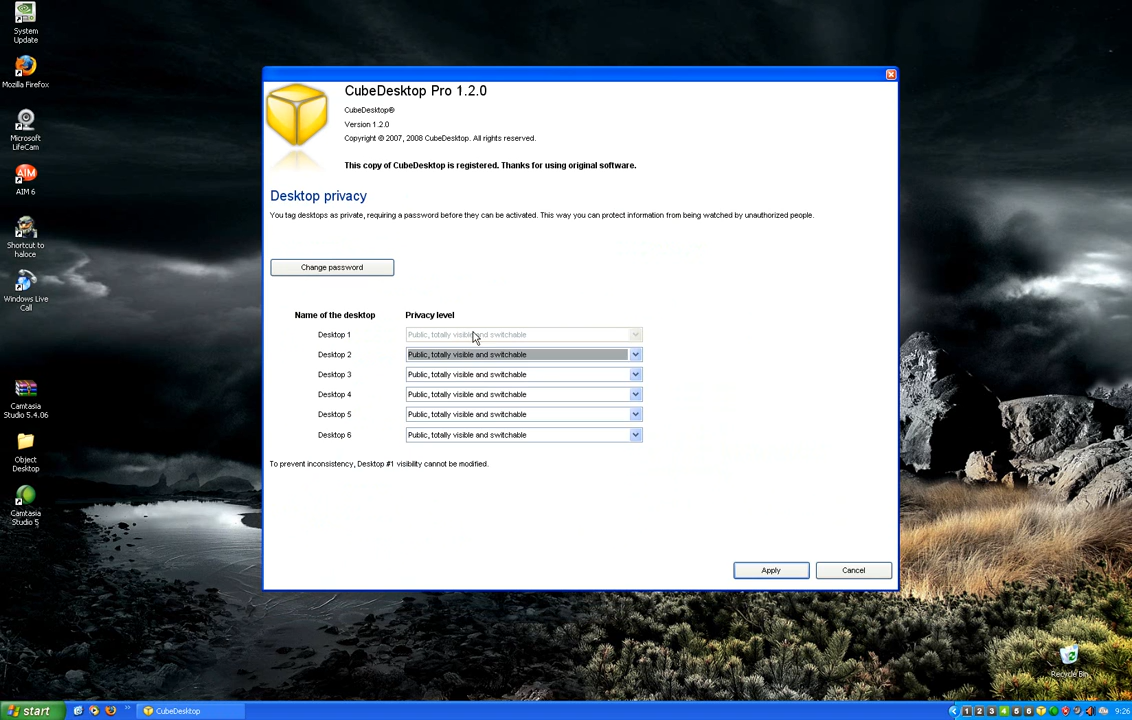 System
Update
Mozilla Firefox
Microsoft
LifeCam
AIM
AIM 6
Shortcut to
haloce
Windows Live
Call
Camtasia
Studio 5.4.06
Object
Desktop
Camtasia
Studio 5
CubeDesktop Pro 1.2.0
CubeDesktop®
Version 1.2.0
Copyright © 2007, 2008 CubeDesktop. All rights reserved.
This copy of CubeDesktop is registered. Thanks for using original software.
Desktop privacy
You tag desktops as private, requiring a password before they can be activated. This way you can protect information from being watched by unauthorized people.
Change password
Name of the desktop Privacy level
Desktop 1 Public, totally visible and switchable
Desktop 2 Public, totally visible and switchable
Desktop 3 Public, totally visible and switchable
Desktop 4 Public, totally visible and switchable
Desktop 5 Public, totally visible and switchable
Desktop 6 Public, totally visible and switchable
To prevent inconsistency, Desktop #1 visibility cannot be modified.
Apply Cancel
Recycle Bin
start CubeDesktop 1 2 3 4 5 6 9:26